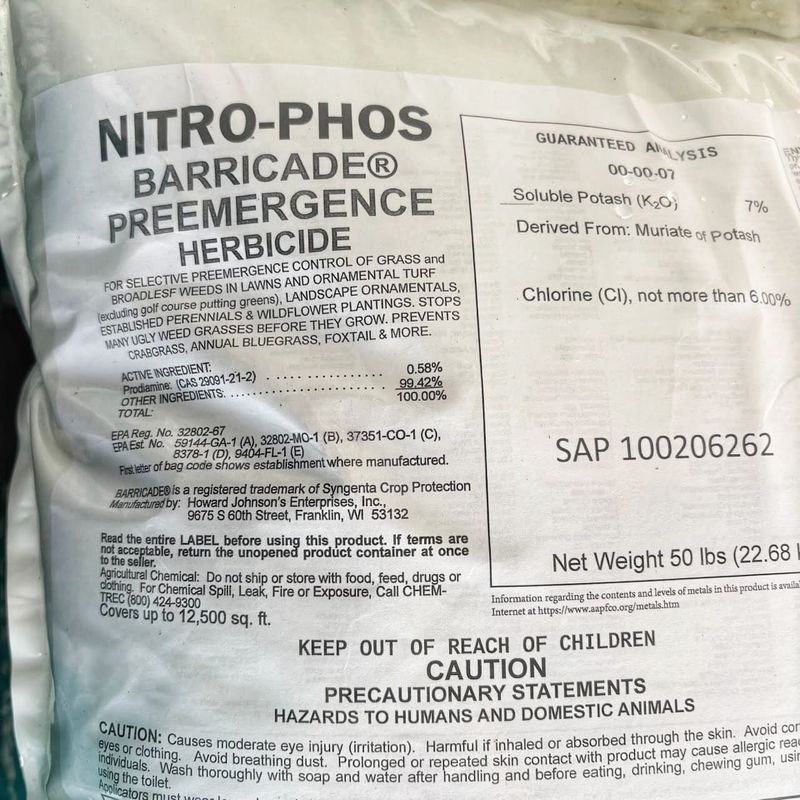 NITRO-PHOS
BARRICADE®
PREEMERGENCE
HERBICIDE
FOR SELECTIVE PREEMERGENCE CONTROL OF GRASS and
BROADLESF WEEDS IN LAWNS AND ORNAMENTAL TURF
(excluding golf course putting greens), LANDSCAPE ORNAMENTALS,
ESTABLISHED PERENNIALS & WILDFLOWER PLANTINGS. STOPS
MANY UGLY WEED GRASSES BEFORE THEY GROW. PREVENTS
CRABGRASS, ANNUAL BLUEGRASS, FOXTAIL & MORE.
ACTIVE INGREDIENT:
Prodiamine: (CAS 29091-21-2) . . . . . . . . . . . . . . . . 0.58%
OTHER INGREDIENTS: . . . . . . . . . . . . . . . . . . . . . 99.42%
TOTAL: 100.00%
EPA Reg. No. 32802-67
EPA Est. No. 59144-GA-1 (A), 32802-MO-1 (B), 37351-CO-1 (C),
8378-1 (D), 9404-FL-1 (E)
First letter of bag code shows establishment where manufactured.
BARRICADE® is a registered trademark of Syngenta Crop Protection
Manufactured by: Howard Johnson's Enterprises, Inc.,
9675 S 60th Street, Franklin, WI 53132
Read the entire LABEL before using this product. If terms are
not acceptable, return the unopened product container at once
to the seller.
Agricultural Chemical: Do not ship or store with food, feed, drugs or
clothing. For Chemical Spill, Leak, Fire or Exposure, Call CHEM-
TREC (800) 424-9300
Covers up to 12,500 sq. ft.
GUARANTEED ANALYSIS
00-00-07
Soluble Potash (K₂O) 7%
Derived From: Muriate of Potash
Chlorine (Cl), not more than 6.00%
SAP 100206262
Net Weight 50 lbs (22.68
Information regarding the contents and levels of metals in this product is
Internet at https://www.aapfco.org/metals.htm
KEEP OUT OF REACH OF CHILDREN
CAUTION
PRECAUTIONARY STATEMENTS
HAZARDS TO HUMANS AND DOMESTIC ANIMALS
CAUTION: Causes moderate eye injury (irritation). Harmful if inhaled or absorbed through the skin. Avoid
eyes or clothing. Avoid breathing dust. Prolonged or repeated skin contact with product may cause allergic
individuals. Wash thoroughly with soap and water after handling and before eating, drinking, chewing gum,
using the toilet.
Applicators must